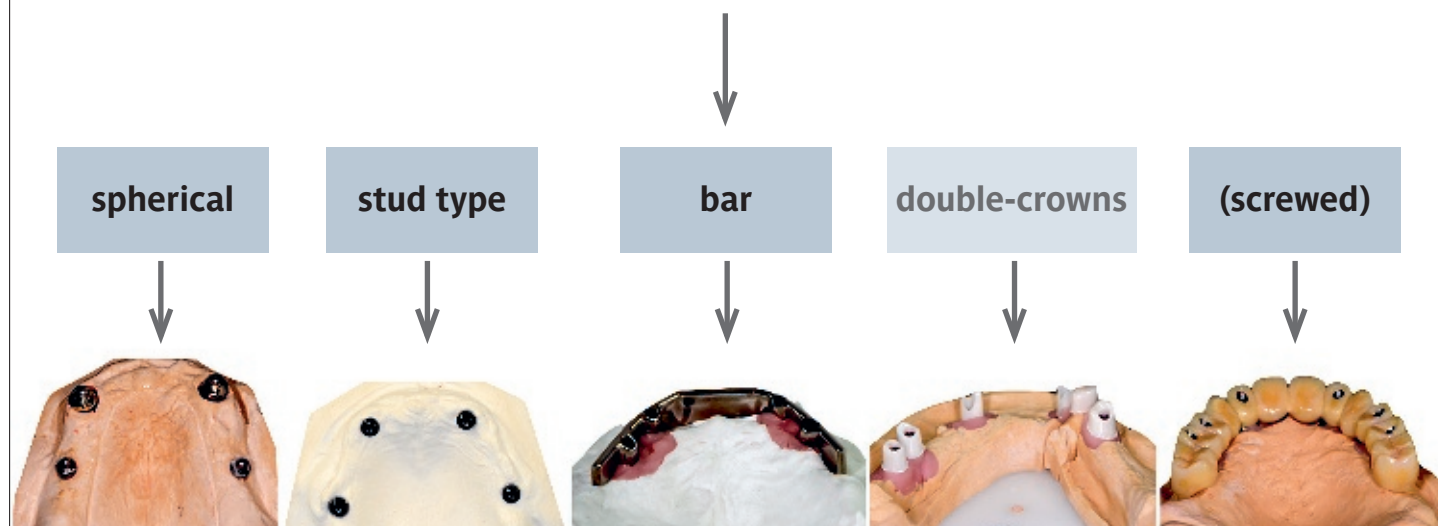 spherical
stud type
bar
double-crowns
(screwed)